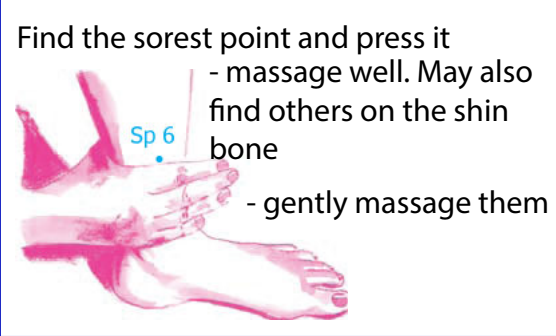 Find the sorest point and press it
- massage well. May also
find others on the shin
bone
Sp 6
- gently massage them